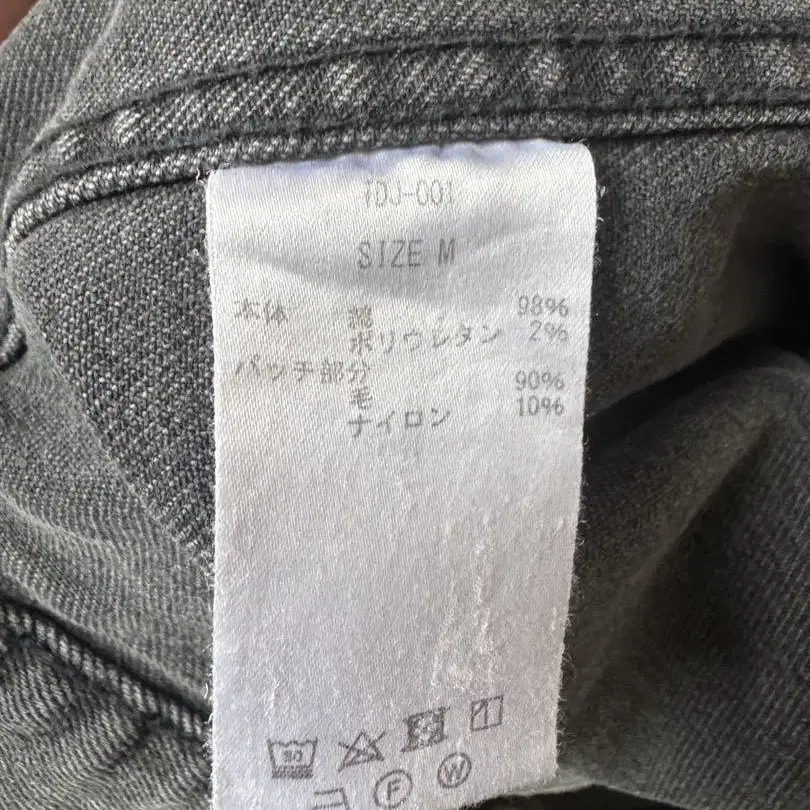 TDJ-001
SIZE M
本体 綿 98%
ポリウレタン 2%
パッチ部分
毛 90%
ナイロン 10%
30
F W